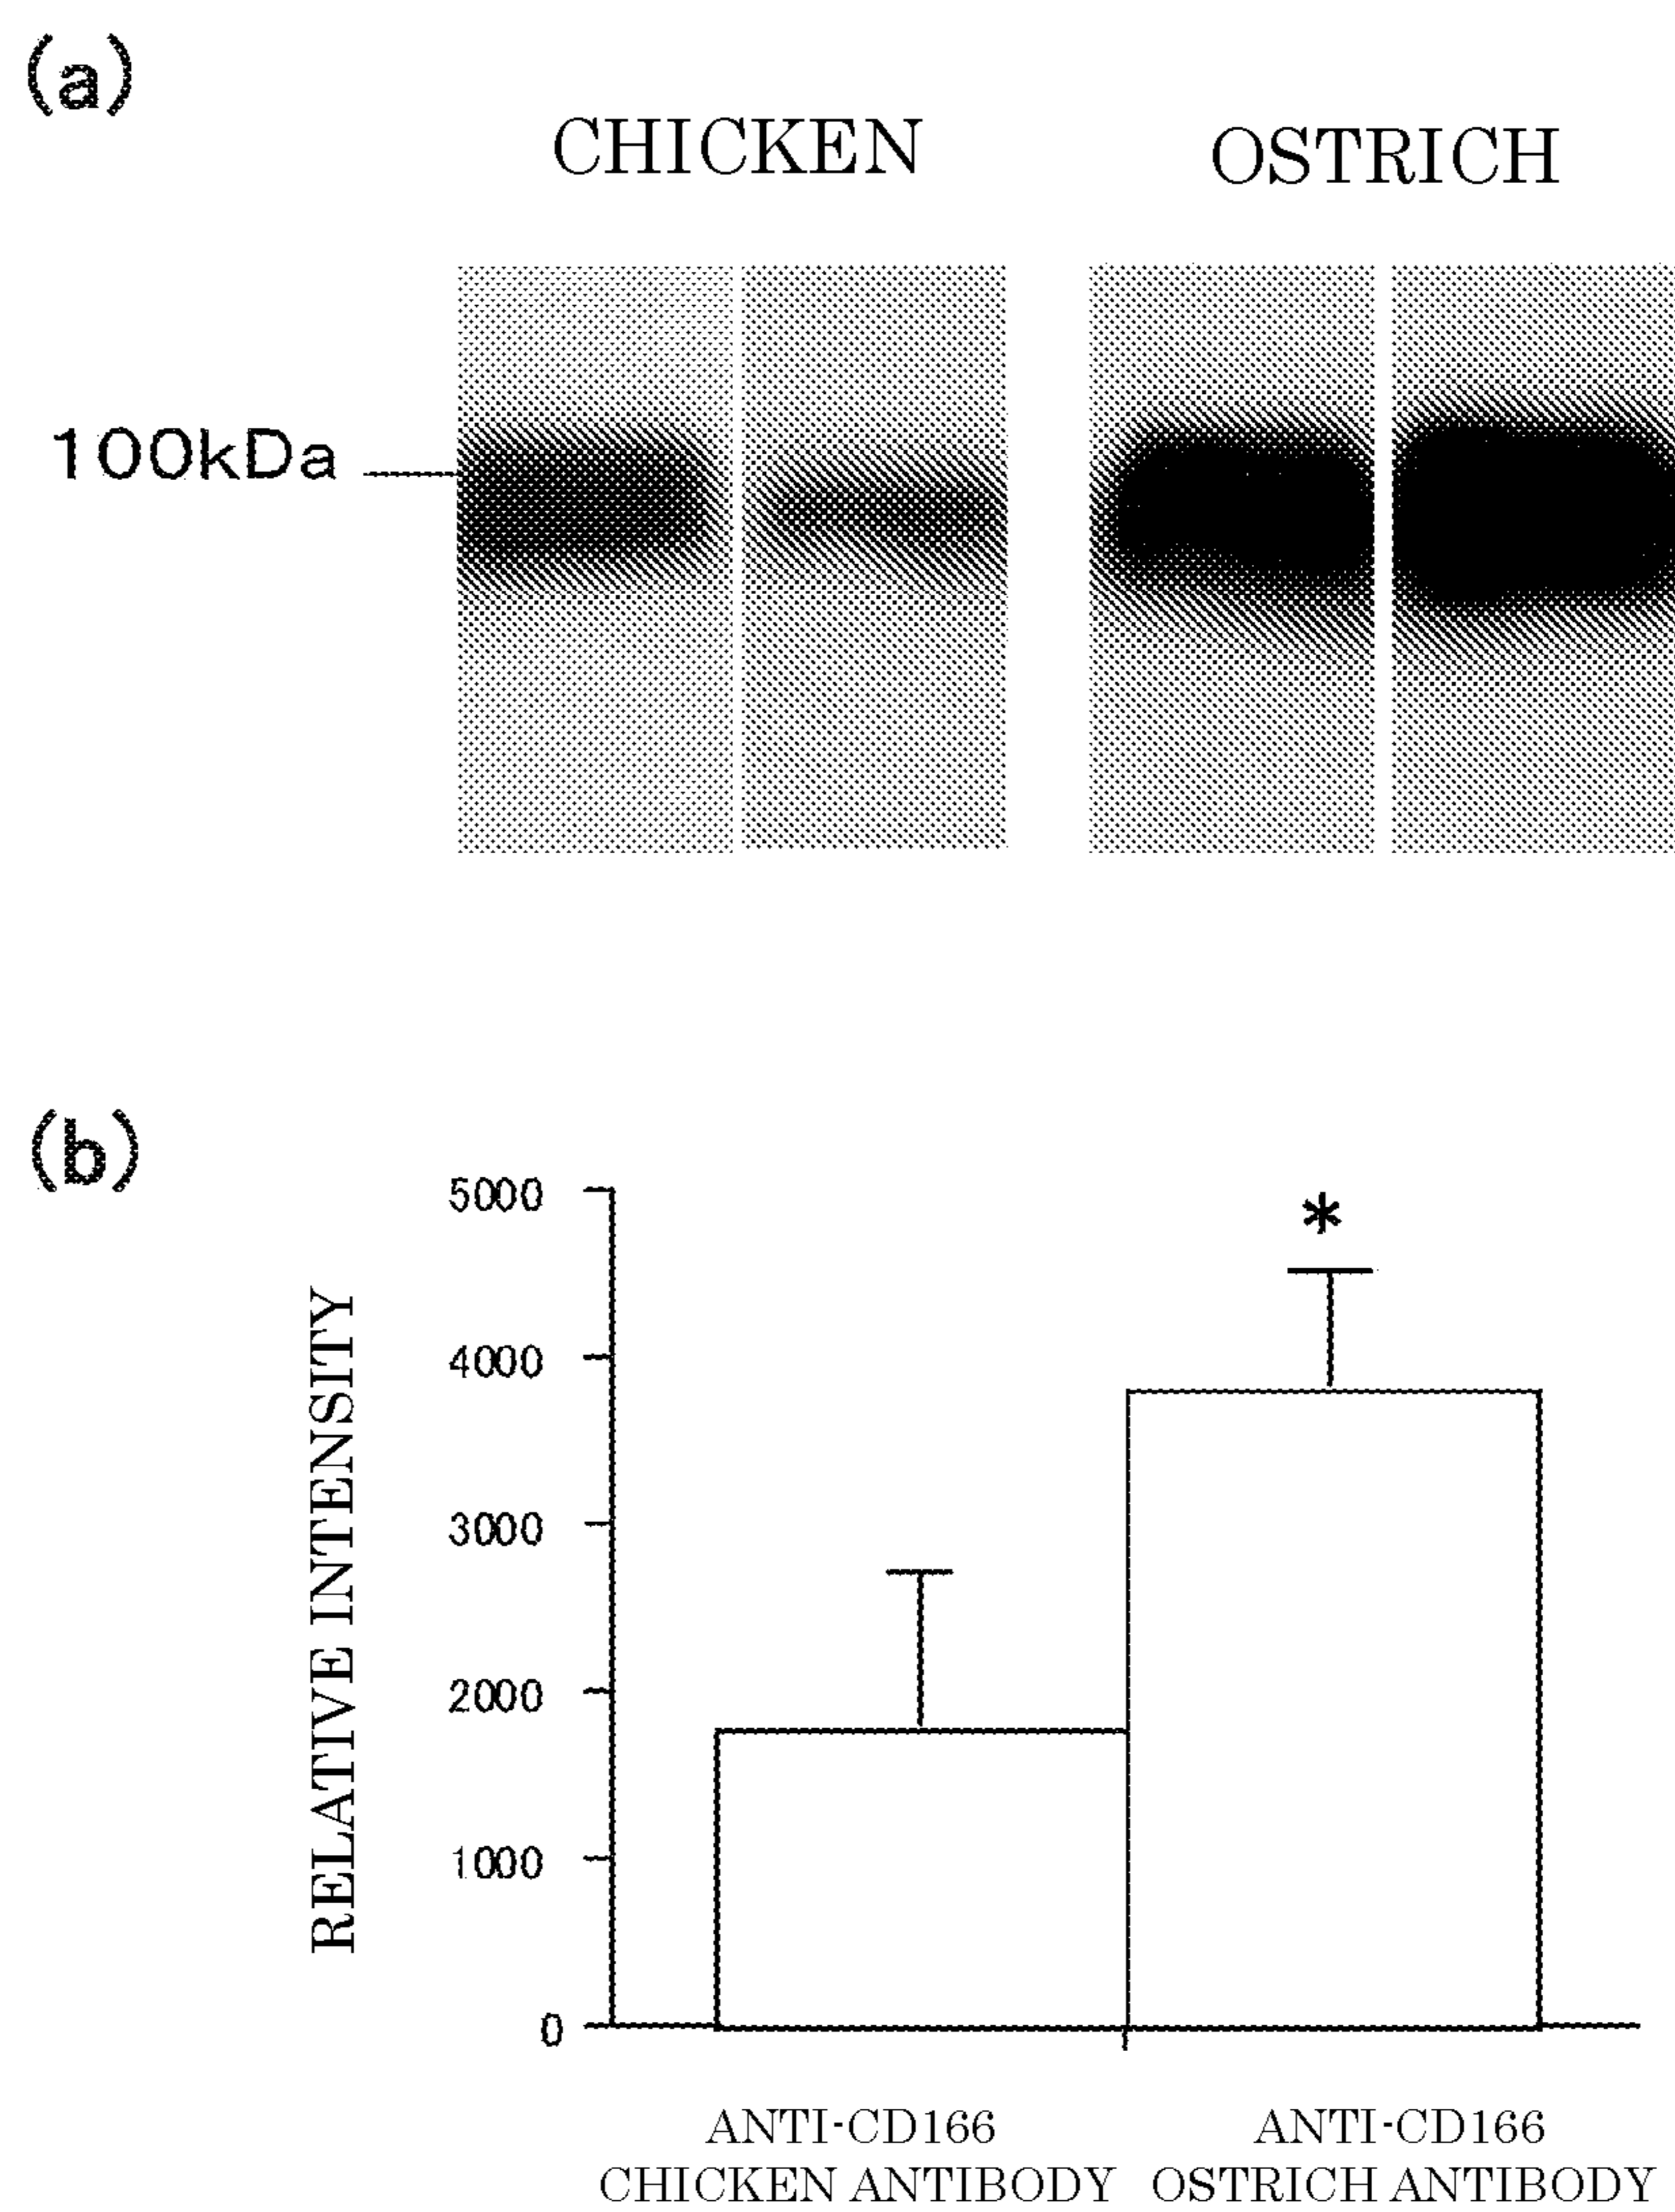 (a)
CHICKEN OSTRICH
100kDa
(b)
5000
*
4000
3000
2000
1000
0
RELATIVE INTENSITY
ANTI-CD166 ANTI-CD166
CHICKEN ANTIBODY OSTRICH ANTIBODY